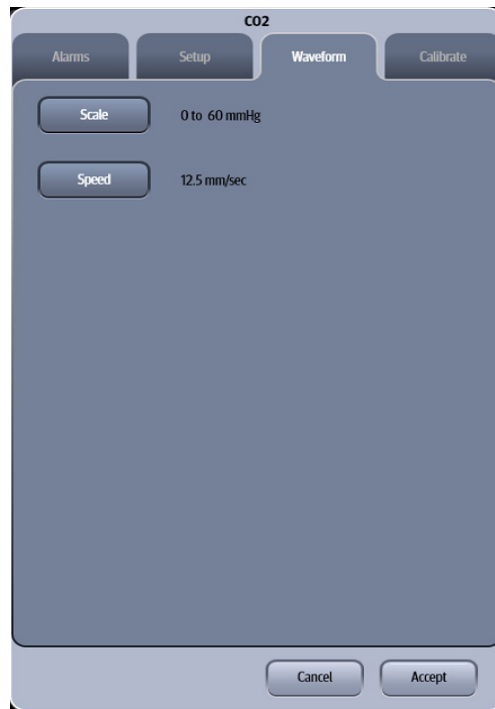 CO2
Alarms Setup Waveform Calibrate
Scale 0 to 60 mmHg
Speed 12.5 mm/sec
Cancel Accept